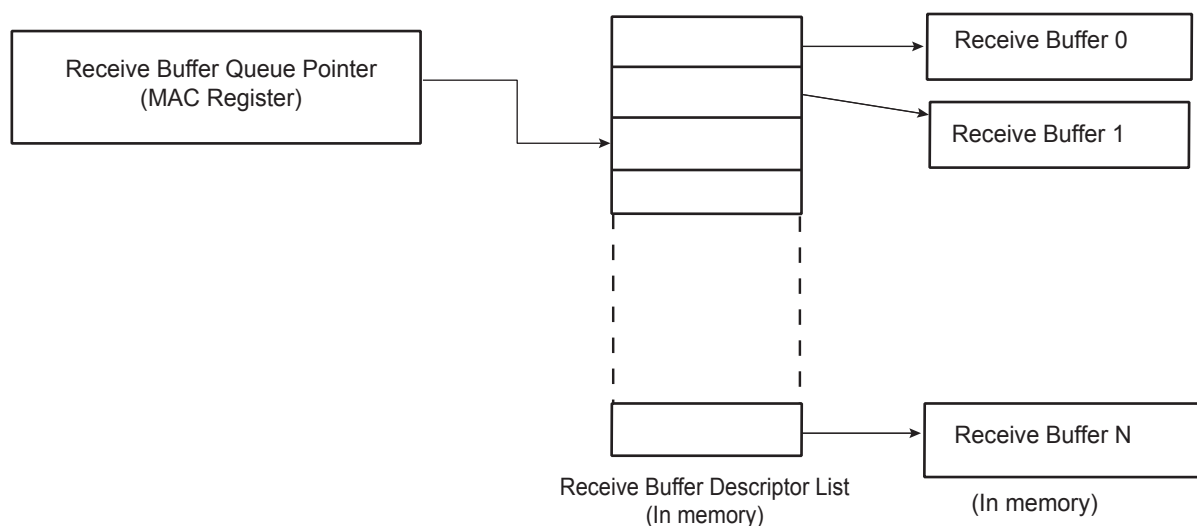 Receive Buffer Queue Pointer
(MAC Register)
Receive Buffer 0
Receive Buffer 1
Receive Buffer N
Receive Buffer Descriptor List
(In memory)
(In memory)